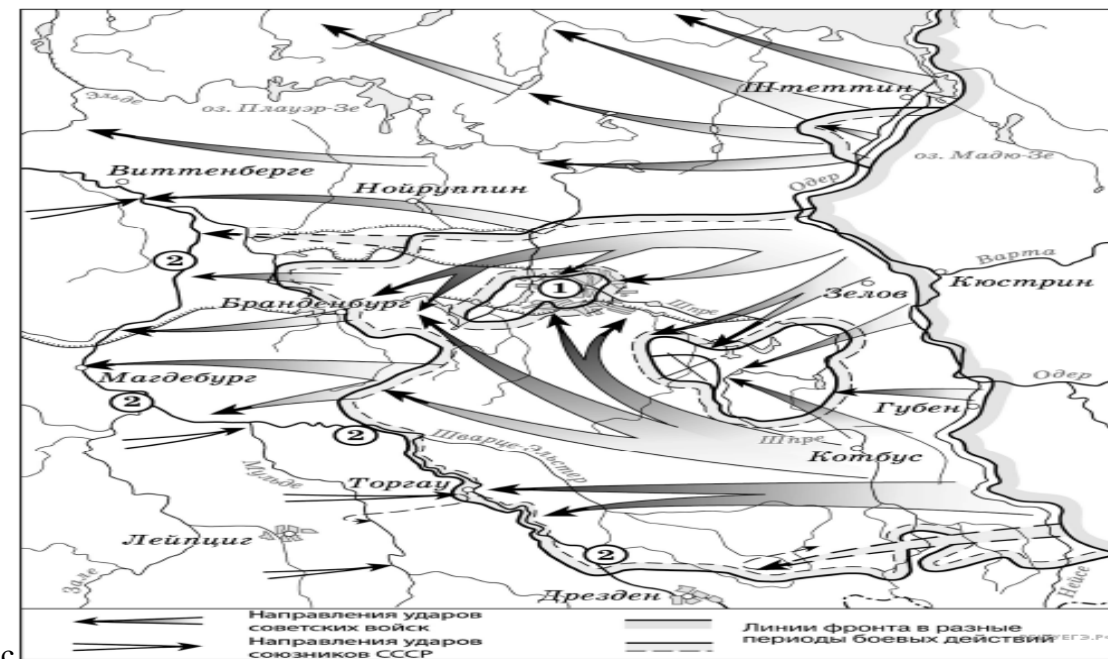 Эльде
оз. Плауэр-Зе
Штеттин
оз. Мадю-Зе
Одер
Виттенберге
Нойруппин
2
Варта
Кюстрин
1
Бранденбург
Шпре
Зелов
Магдебург
Одер
2
Губен
2
Шварце-Эльстер
Шпре
Котбус
Мульде
Торгау
Лейпциг
2
Зале
Дрезден
Нейсе
Направления ударов
советских войск
Направления ударов
союзников СССР
Линии фронта в разные
периоды боевых действий
с